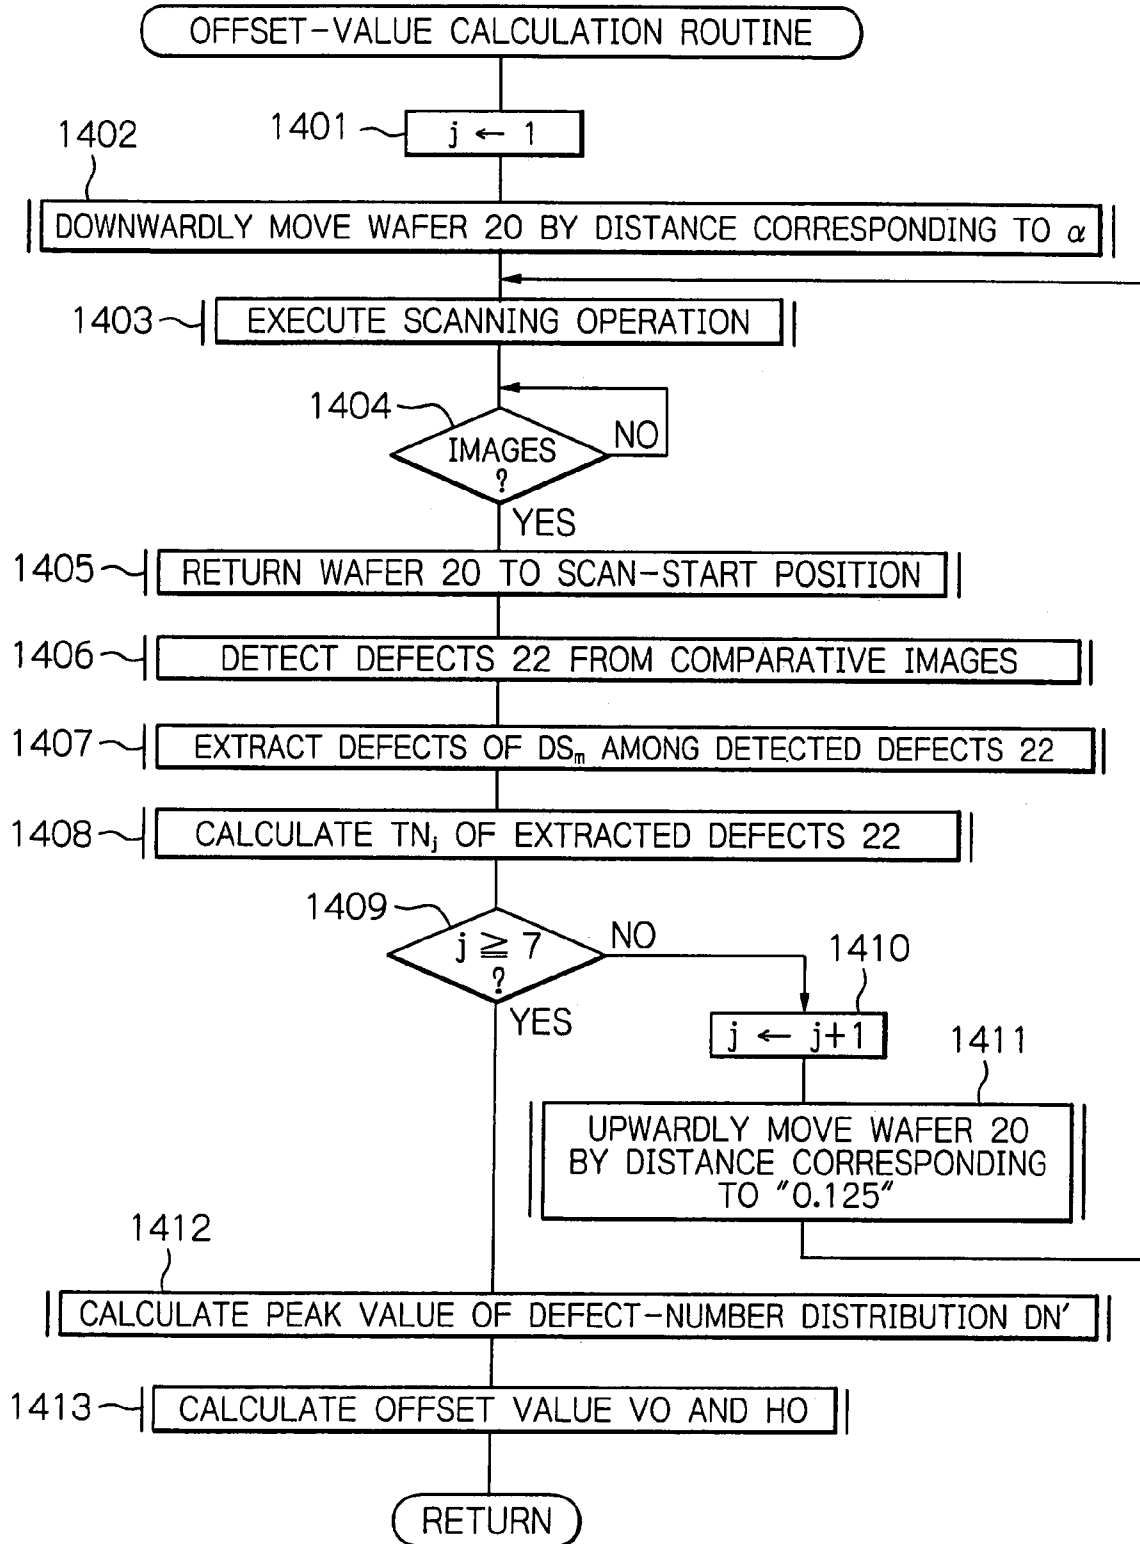 OFFSET-VALUE CALCULATION ROUTINE
1401
j ← 1
1402
DOWNWARDLY MOVE WAFER 20 BY DISTANCE CORRESPONDING TO α
1403
EXECUTE SCANNING OPERATION
1404
IMAGES
?
NO
YES
1405
RETURN WAFER 20 TO SCAN-START POSITION
1406
DETECT DEFECTS 22 FROM COMPARATIVE IMAGES
1407
EXTRACT DEFECTS OF DSₘ AMONG DETECTED DEFECTS 22
1408
CALCULATE TNⱼ OF EXTRACTED DEFECTS 22
1409
j ≧ 7
?
NO
YES
1410
j ← j+1
1411
UPWARDLY MOVE WAFER 20
BY DISTANCE CORRESPONDING
TO "0.125"
1412
CALCULATE PEAK VALUE OF DEFECT-NUMBER DISTRIBUTION DN'
1413
CALCULATE OFFSET VALUE VO AND HO
RETURN